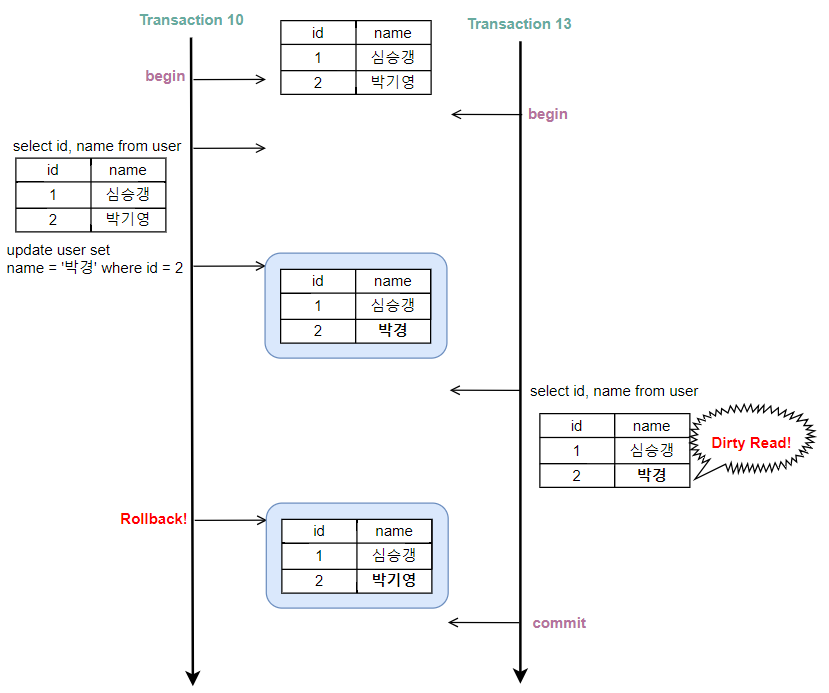 Transaction 10
Transaction 13
id name
1 심승갱
2 박기영
begin
begin
select id, name from user
id name
1 심승갱
2 박기영
update user set
name = '박경' where id = 2
id name
1 심승갱
2 박경
select id, name from user
id name
1 심승갱
2 박경
Dirty Read!
Rollback!
id name
1 심승갱
2 박기영
commit